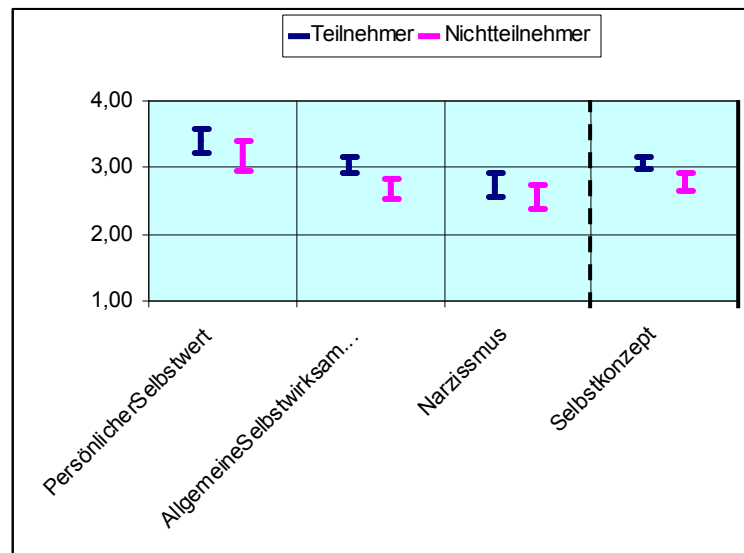 Teilnehmer Nichtteilnehmer
4,00
3,00
2,00
1,00
PersönlicherSelbstwert
AllgemeineSelbstwirksam...
Narzissmus
Selbstkonzept